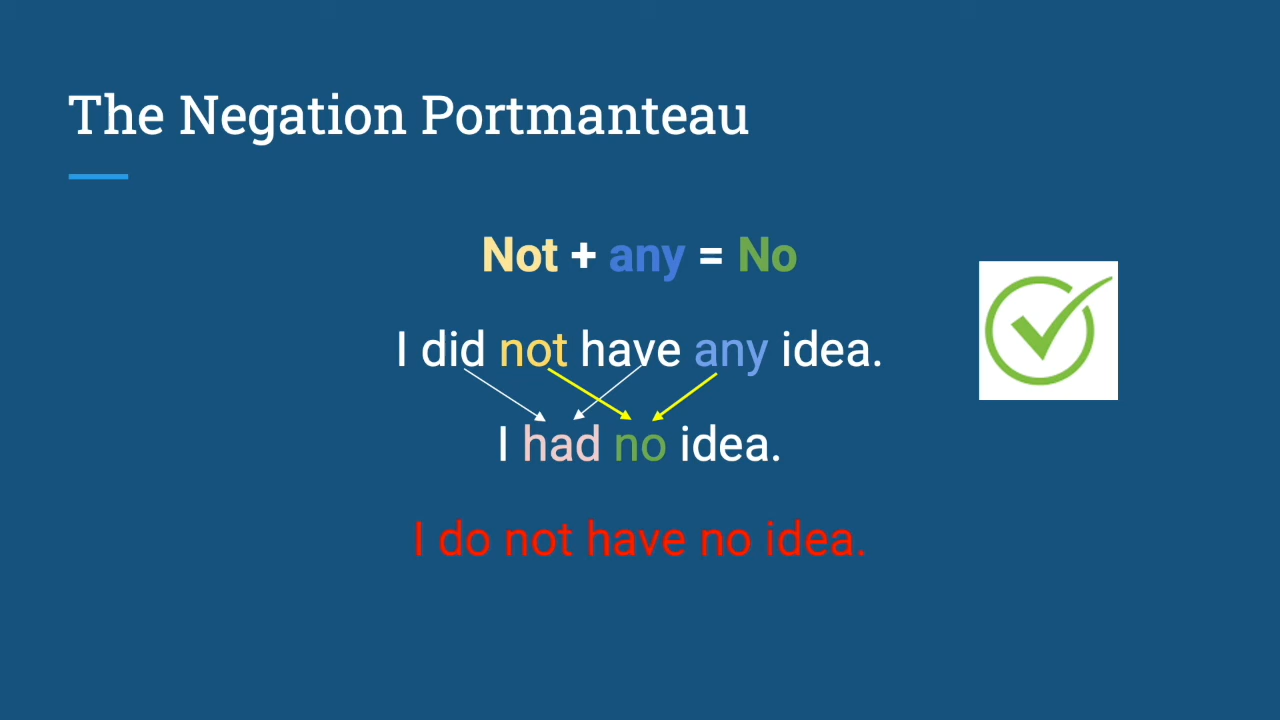 The Negation Portmanteau
Not + any = No
I did not have any idea.
I had no idea.
I do not have no idea.